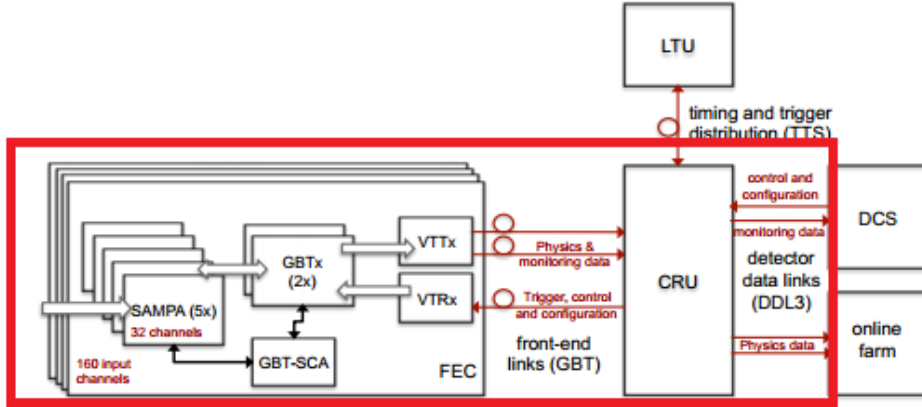 LTU
timing and trigger
distribution (TTS)
control and
configuration
monitoring data
DCS
detector
data links
(DDL3)
Physics data
online
farm
CRU
VTTx
VTRx
Physics &
monitoring data
Trigger, control
and configuration
front-end
links (GBT)
GBTx
(2x)
SAMPA (5x)
32 channels
GBT-SCA
160 input
channels
FEC